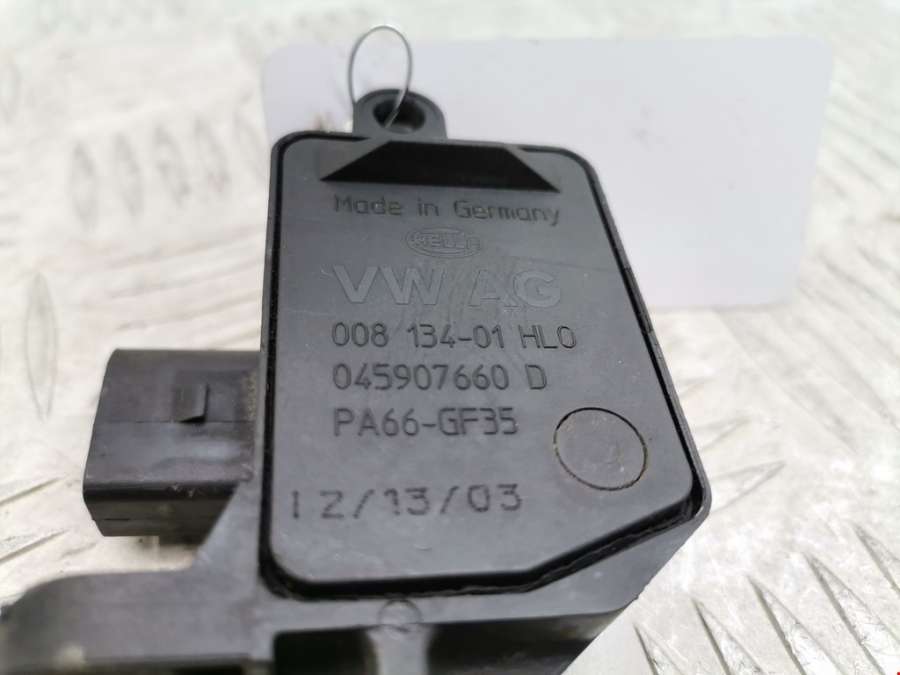 Made in Germany
HELLA
VW AG
008 134-01 HL0
045907660 D
PA66-GF35
12/13/03